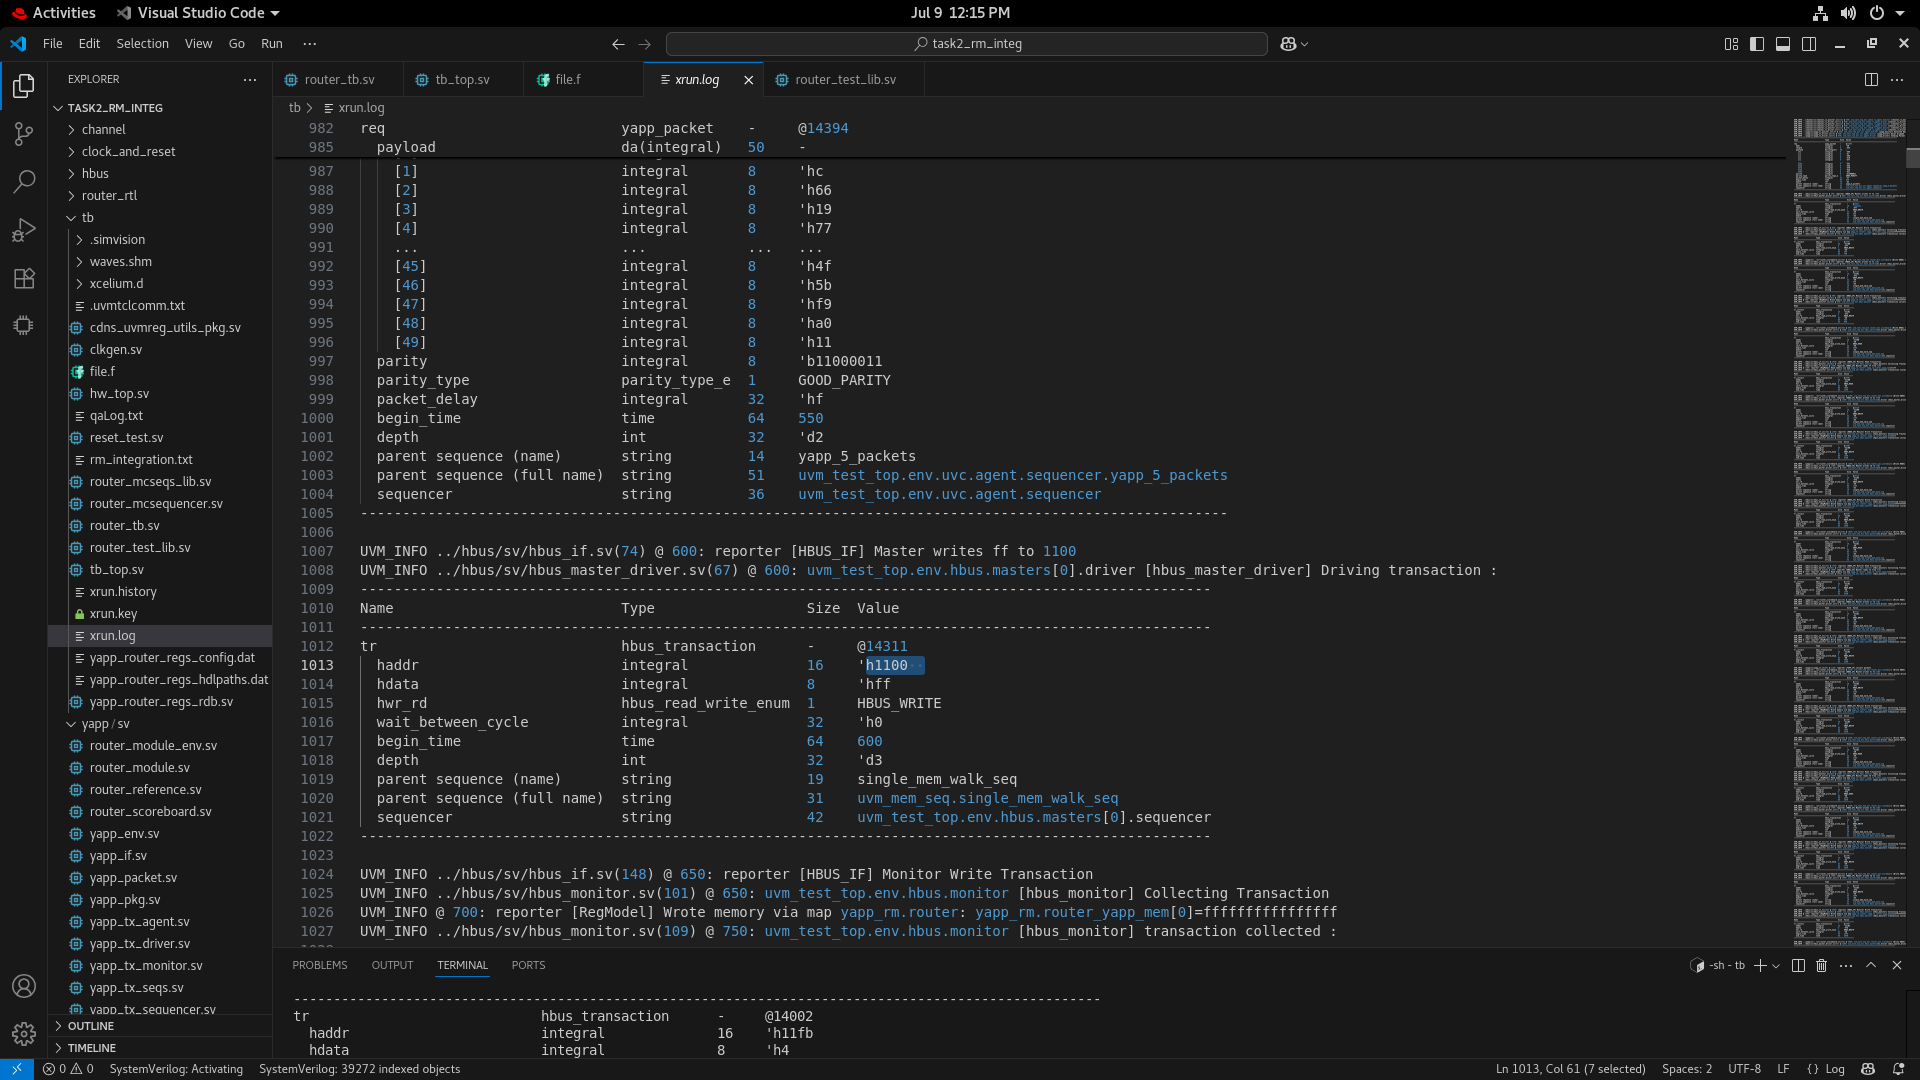 Activities Visual Studio Code Jul 9 12:15 PM
File Edit Selection View Go Run ··· task2_rm_integ
EXPLORER ···
TASK2_RM_INTEG
channel
clock_and_reset
hbus
router_rtl
tb
.simvision
waves.shm
xcelium.d
.uvmtclcomm.txt
cdns_uvmreg_utils_pkg.sv
clkgen.sv
file.f
hw_top.sv
qaLog.txt
reset_test.sv
rm_integration.txt
router_mcseqs_lib.sv
router_mcsequencer.sv
router_tb.sv
router_test_lib.sv
tb_top.sv
xrun.history
xrun.key
xrun.log
yapp_router_regs_config.dat
yapp_router_regs_hdlpaths.dat
yapp_router_regs_rdb.sv
yapp / sv
router_module_env.sv
router_module.sv
router_reference.sv
router_scoreboard.sv
yapp_env.sv
yapp_if.sv
yapp_packet.sv
yapp_pkg.sv
yapp_tx_agent.sv
yapp_tx_driver.sv
yapp_tx_monitor.sv
yapp_tx_seqs.sv
yapp_tx_sequencer.sv
OUTLINE
TIMELINE
router_tb.sv tb_top.sv file.f xrun.log router_test_lib.sv
tb > xrun.log
982 req yapp_packet - @14394
985 payload da(integral) 50 -
987 [1] integral 8 'hc
988 [2] integral 8 'h66
989 [3] integral 8 'h19
990 [4] integral 8 'h77
991 ... ... ... ...
992 [45] integral 8 'h4f
993 [46] integral 8 'h5b
994 [47] integral 8 'hf9
995 [48] integral 8 'ha0
996 [49] integral 8 'h11
997 parity integral 8 'b11000011
998 parity_type parity_type_e 1 GOOD_PARITY
999 packet_delay integral 32 'hf
1000 begin_time time 64 550
1001 depth int 32 'd2
1002 parent sequence (name) string 14 yapp_5_packets
1003 parent sequence (full name) string 51 uvm_test_top.env.uvc.agent.sequencer.yapp_5_packets
1004 sequencer string 36 uvm_test_top.env.uvc.agent.sequencer
1005 -------------------------------------------------------------------------------------------------------
1006
1007 UVM_INFO ../hbus/sv/hbus_if.sv(74) @ 600: reporter [HBUS_IF] Master writes ff to 1100
1008 UVM_INFO ../hbus/sv/hbus_master_driver.sv(67) @ 600: uvm_test_top.env.hbus.masters[0].driver [hbus_master_driver] Driving transaction :
1009 -----------------------------------------------------------------------------------------------------
1010 Name Type Size Value
1011 -----------------------------------------------------------------------------------------------------
1012 tr hbus_transaction - @14311
1013 haddr integral 16 'h1100
1014 hdata integral 8 'hff
1015 hwr_rd hbus_read_write_enum 1 HBUS_WRITE
1016 wait_between_cycle integral 32 'h0
1017 begin_time time 64 600
1018 depth int 32 'd3
1019 parent sequence (name) string 19 single_mem_walk_seq
1020 parent sequence (full name) string 31 uvm_mem_seq.single_mem_walk_seq
1021 sequencer string 42 uvm_test_top.env.hbus.masters[0].sequencer
1022 -----------------------------------------------------------------------------------------------------
1023
1024 UVM_INFO ../hbus/sv/hbus_if.sv(148) @ 650: reporter [HBUS_IF] Monitor Write Transaction
1025 UVM_INFO ../hbus/sv/hbus_monitor.sv(101) @ 650: uvm_test_top.env.hbus.monitor [hbus_monitor] Collecting Transaction
1026 UVM_INFO @ 700: reporter [RegModel] Wrote memory via map yapp_rm.router: yapp_rm.router_yapp_mem[0]=ffffffffffffffff
1027 UVM_INFO ../hbus/sv/hbus_monitor.sv(109) @ 750: uvm_test_top.env.hbus.monitor [hbus_monitor] transaction collected :
PROBLEMS OUTPUT TERMINAL PORTS -sh - tb
-----------------------------------------------------------------------------------------------------
tr hbus_transaction - @14002
haddr integral 16 'h11fb
hdata integral 8 'h4
0 0 SystemVerilog: Activating SystemVerilog: 39272 indexed objects Ln 1013, Col 61 (7 selected) Spaces: 2 UTF-8 LF {} Log